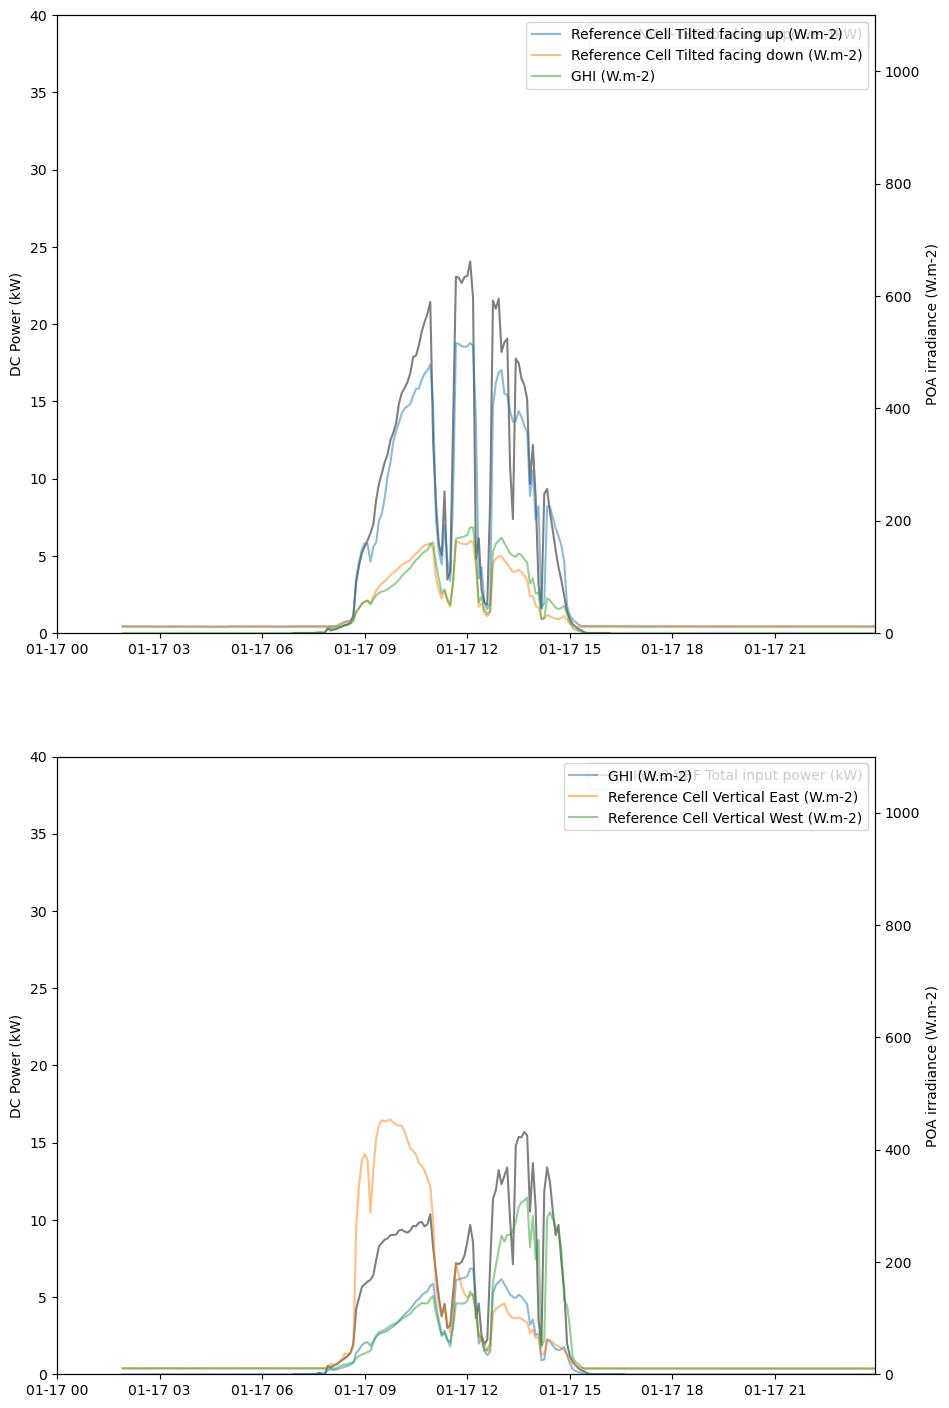 40
35
30
25
20
15
10
5
0
DC Power (kW)
Reference Cell Tilted facing up (W.m-2)
Reference Cell Tilted facing down (W.m-2)
GHI (W.m-2)
1000
800
600
400
200
0
POA irradiance (W.m-2)
01-17 00 01-17 03 01-17 06 01-17 09 01-17 12 01-17 15 01-17 18 01-17 21
40
35
30
25
20
15
10
5
0
DC Power (kW)
GHI (W.m-2) Total input power (kW)
Reference Cell Vertical East (W.m-2)
Reference Cell Vertical West (W.m-2)
1000
800
600
400
200
0
POA irradiance (W.m-2)
01-17 00 01-17 03 01-17 06 01-17 09 01-17 12 01-17 15 01-17 18 01-17 21